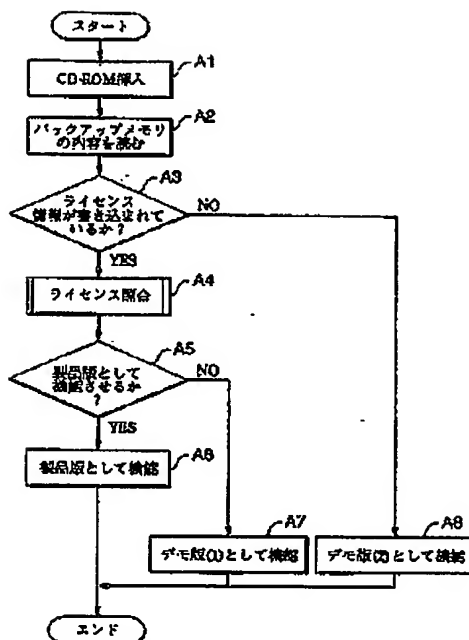 スタート
A1
CD-ROM挿入
A2
バックアップメモリ
の内容を読む
A3
ライセンス
情報が書き込まれて
いるか？
NO
YES
A4
ライセンス照合
A5
製品版として
機能させるか
？
NO
YES
A6
製品版として機能
A7
デモ版(1)として機能
A8
デモ版(2)として機能
エンド